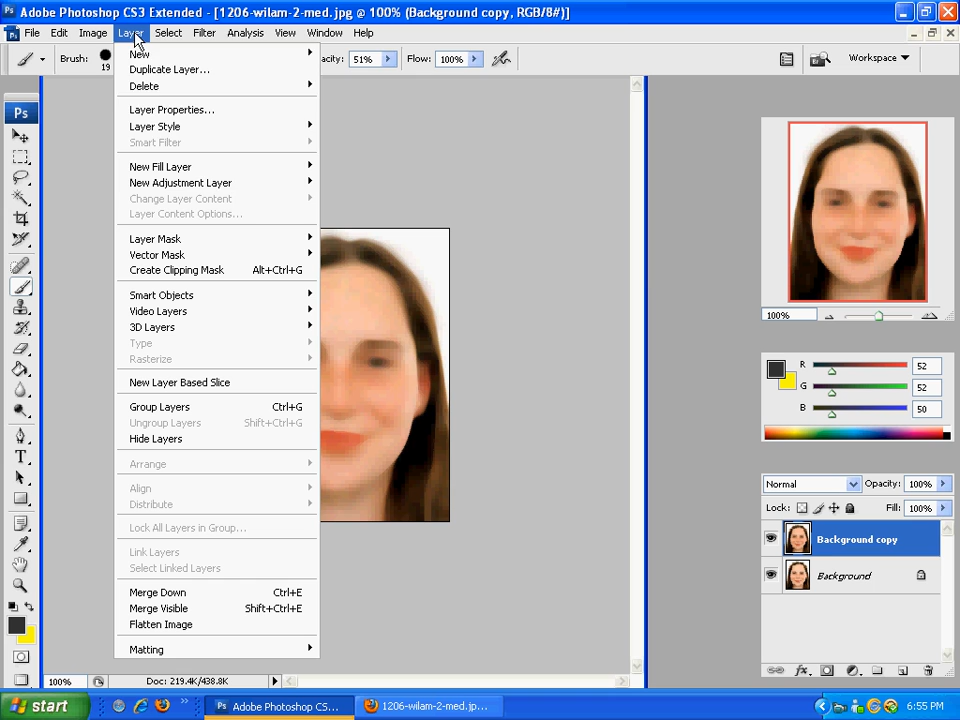 Adobe Photoshop CS3 Extended - [1206-wilam-2-med.jpg @ 100% (Background copy, RGB/8#)]
File Edit Image Layer Select Filter Analysis View Window Help
Brush: 19 acity: 51% Flow: 100% Workspace
Ps
New
Duplicate Layer...
Delete
Layer Properties...
Layer Style
Smart Filter
New Fill Layer
New Adjustment Layer
Change Layer Content
Layer Content Options...
Layer Mask
Vector Mask
Create Clipping Mask Alt+Ctrl+G
Smart Objects
Video Layers
3D Layers
Type
Rasterize
New Layer Based Slice
Group Layers Ctrl+G
Ungroup Layers Shift+Ctrl+G
Hide Layers
Arrange
Align
Distribute
Lock All Layers in Group...
Link Layers
Select Linked Layers
Merge Down Ctrl+E
Merge Visible Shift+Ctrl+E
Flatten Image
Matting
100%
R 52
G 52
B 50
Normal Opacity: 100%
Lock: Fill: 100%
Background copy
Background
100% Doc: 219.4K/438.8K
start Adobe Photoshop CS... 1206-wilam-2-med.jp... 6:55 PM